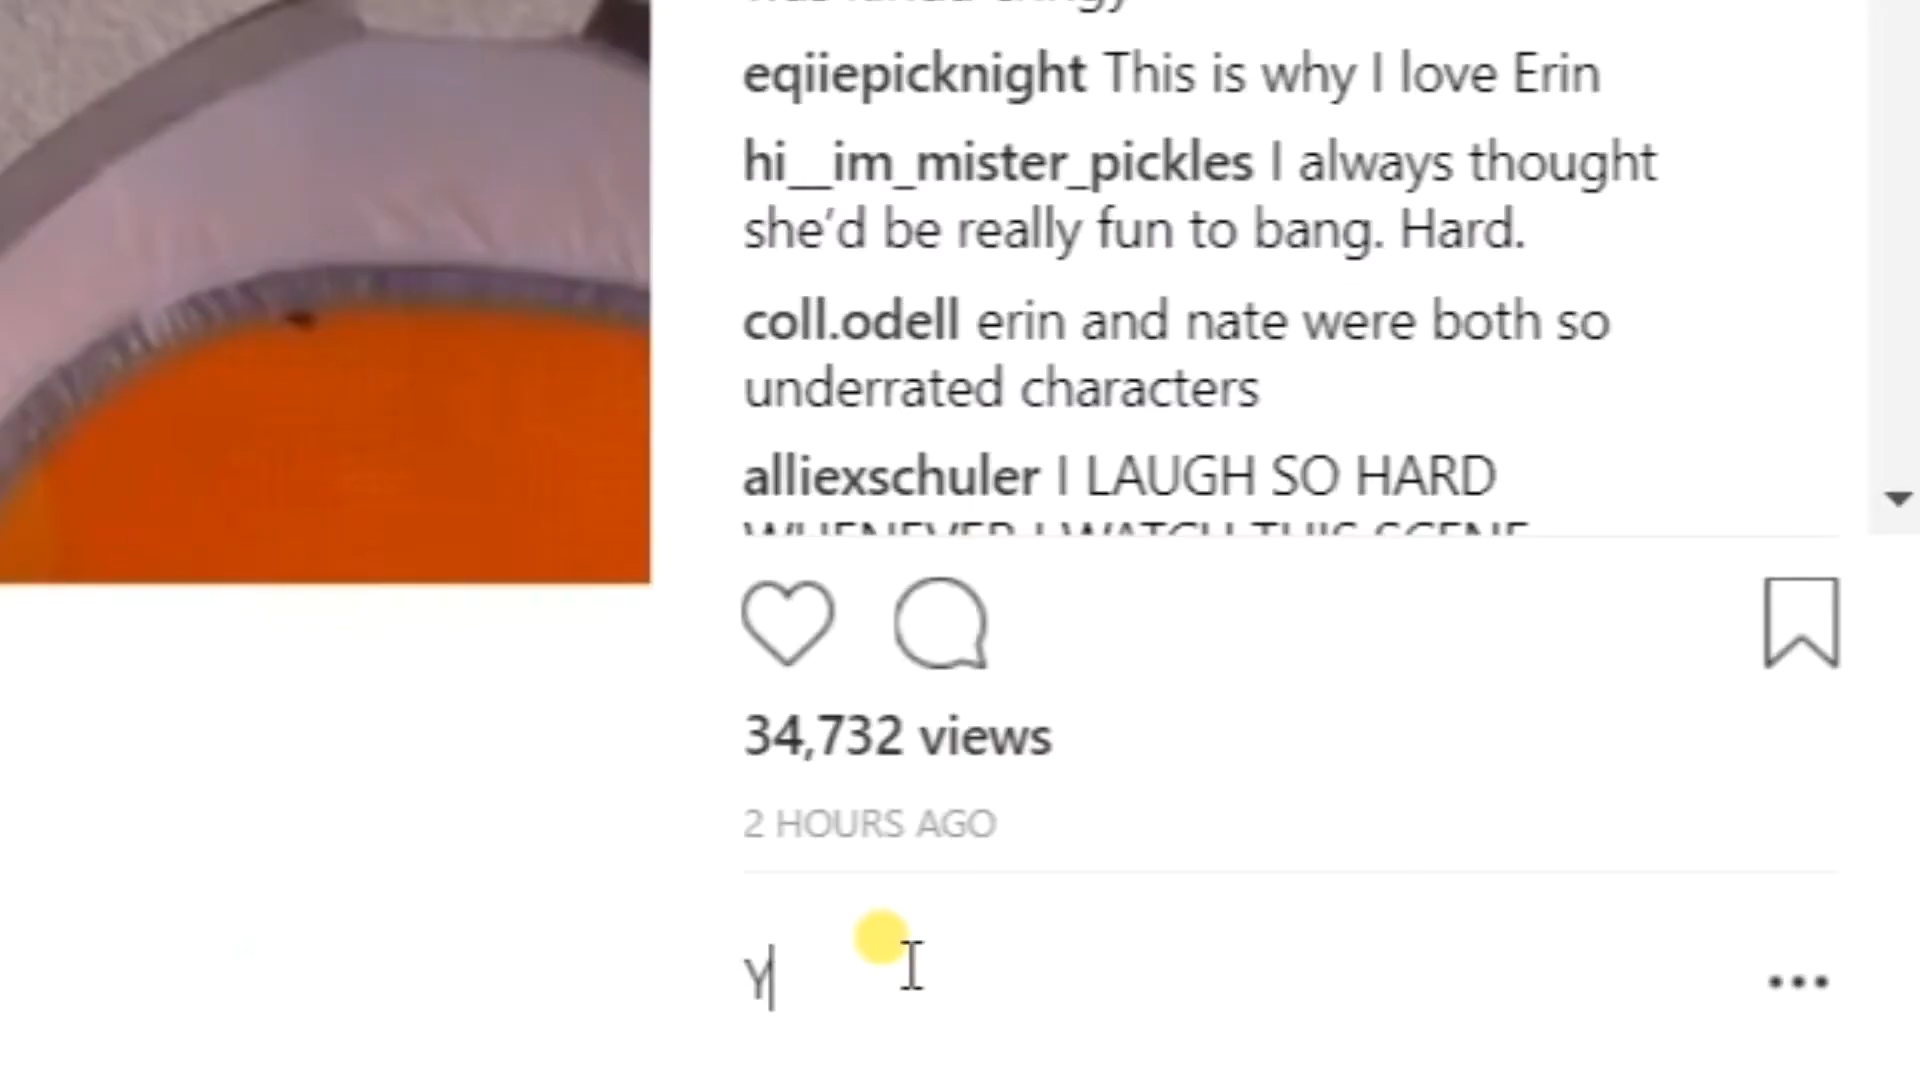 eqiiepicknight This is why I love Erin
hi__im_mister_pickles I always thought
she'd be really fun to bang. Hard.
coll.odell erin and nate were both so
underrated characters
alliexschuler I LAUGH SO HARD
WHENEVER I WATCH THIS SCENE
34,732 views
2 HOURS AGO
Y